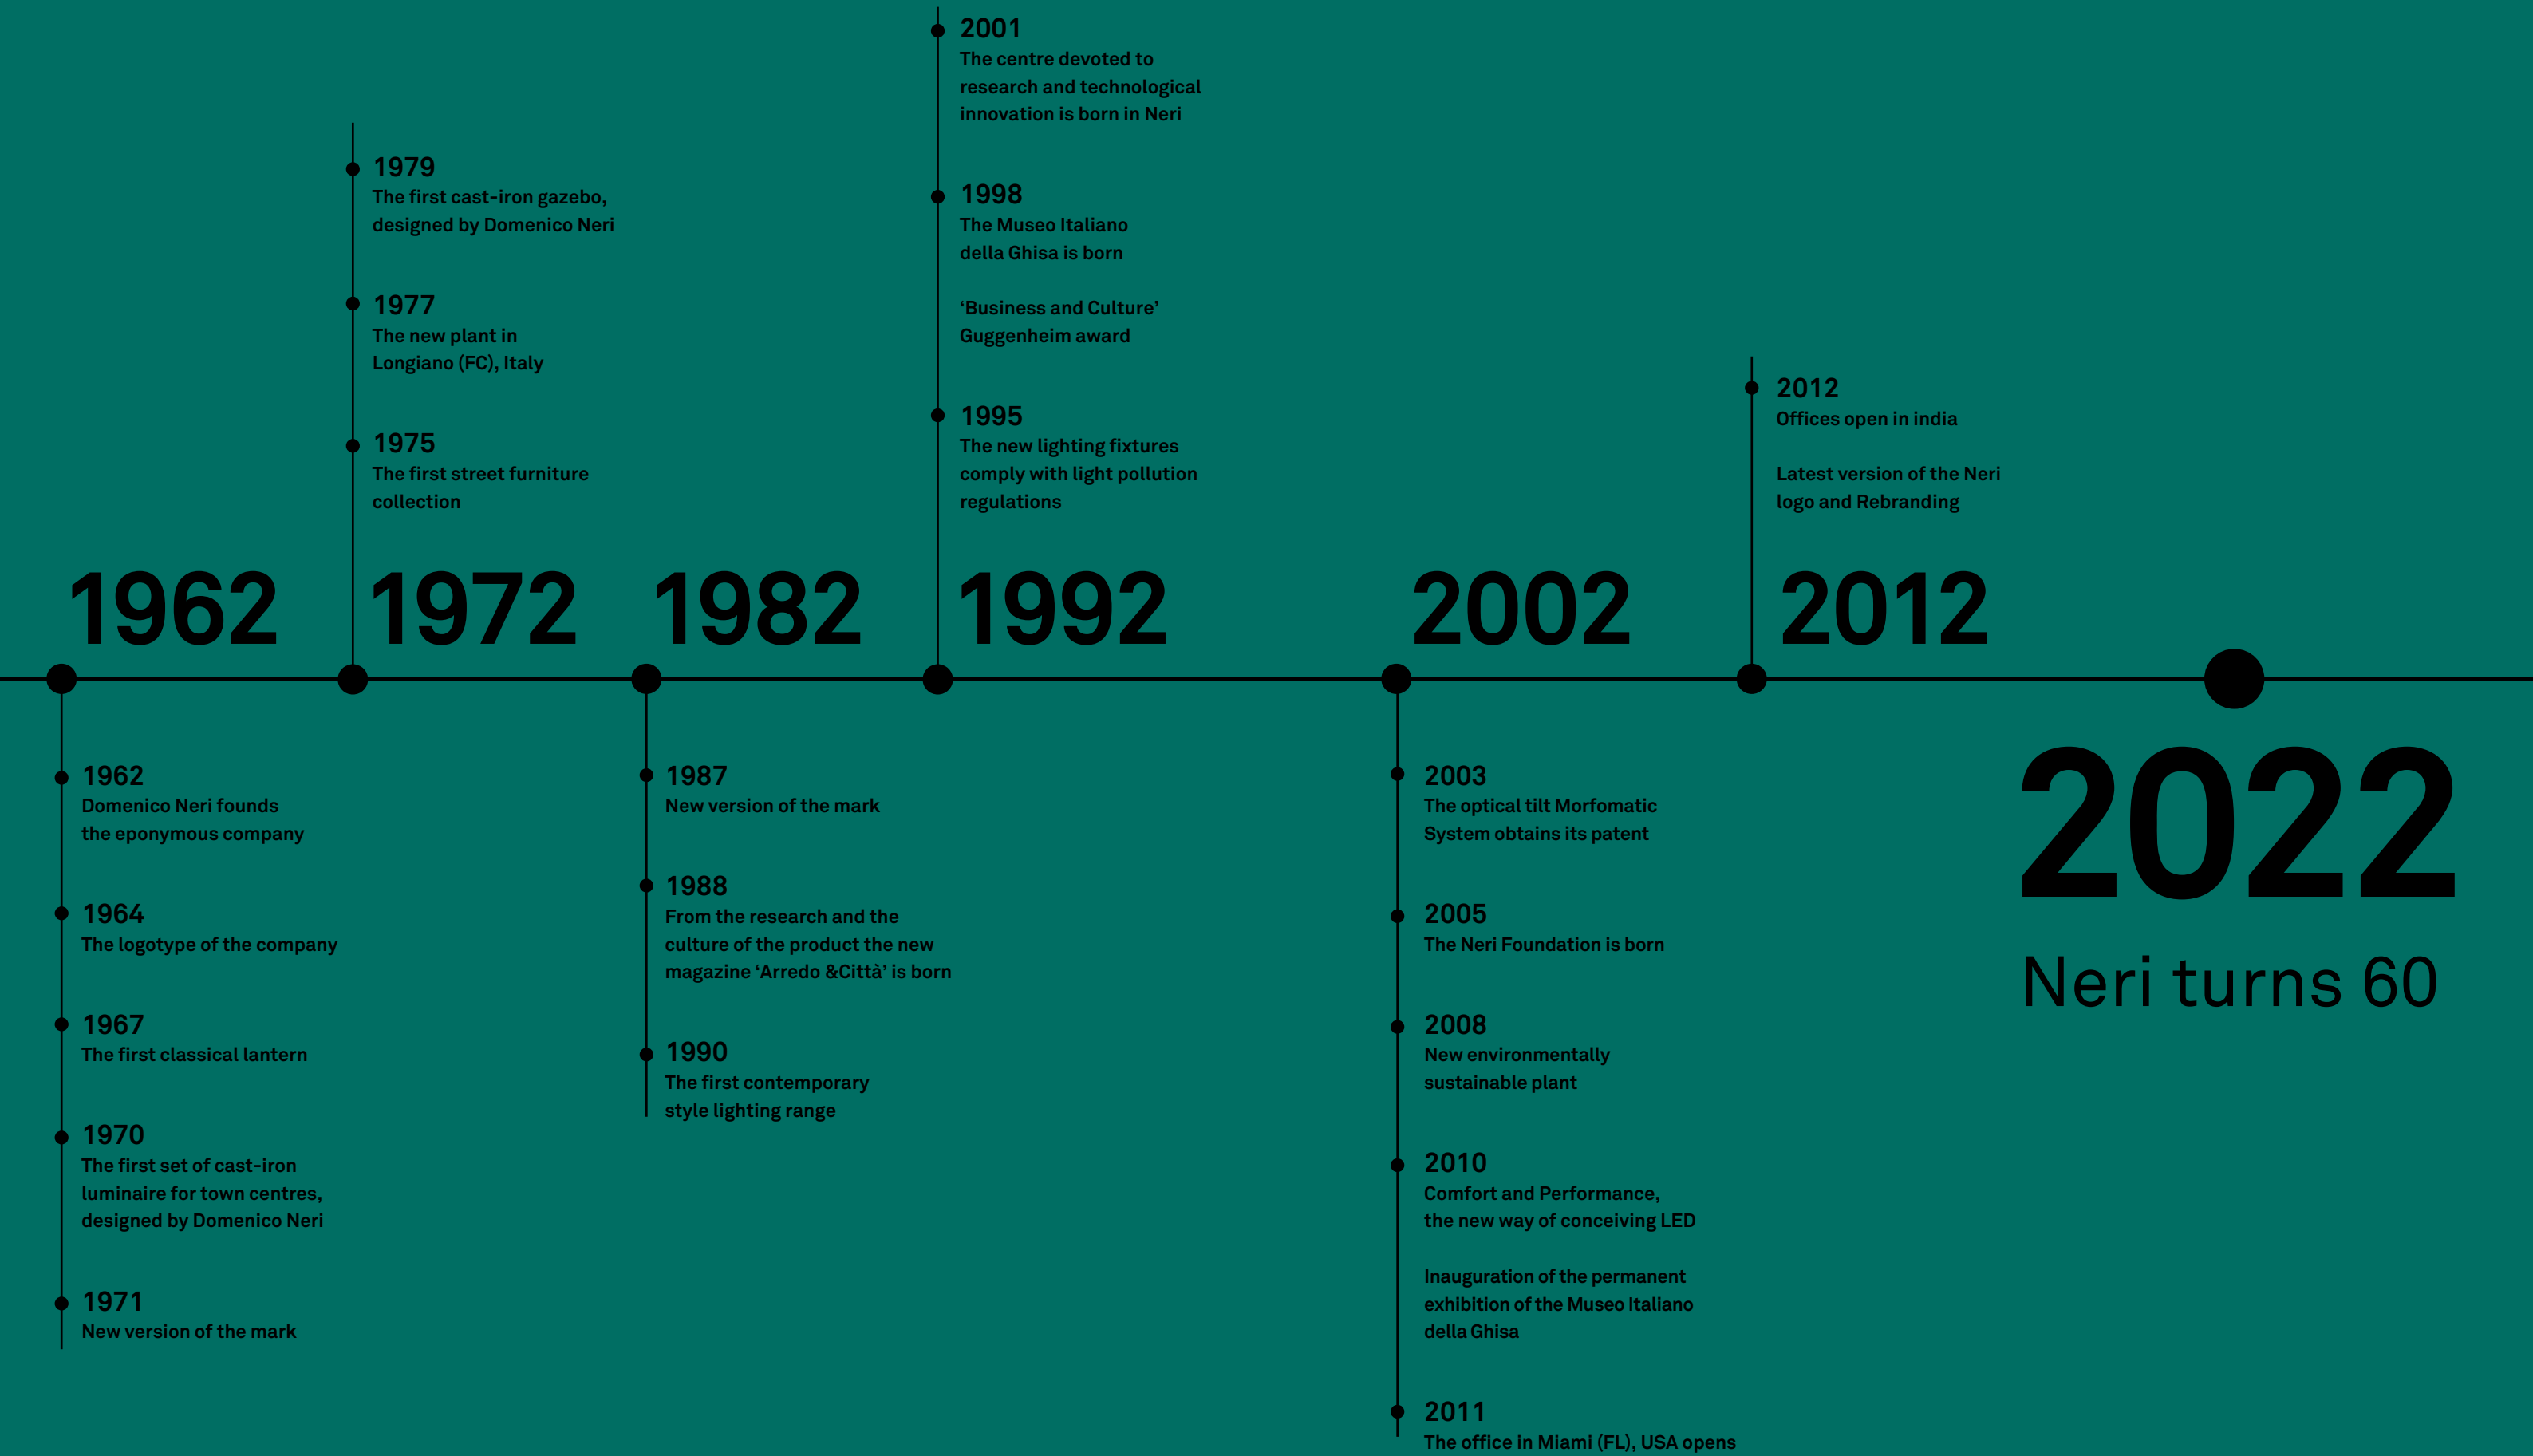 1962
1962
Domenico Neri founds
the eponymous company
1964
The logotype of the company
1967
The first classical lantern
1970
The first set of cast-iron
luminaire for town centres,
designed by Domenico Neri
1971
New version of the mark
1979
The first cast-iron gazebo,
designed by Domenico Neri
1977
The new plant in
Longiano (FC), Italy
1975
The first street furniture
collection
1972
1982
1987
New version of the mark
1988
From the research and the
culture of the product the new
magazine ‘Arredo &Città’ is born
1990
The first contemporary
style lighting range
2001
The centre devoted to
research and technological
innovation is born in Neri
1998
The Museo Italiano
della Ghisa is born
‘Business and Culture’
Guggenheim award
1995
The new lighting fixtures
comply with light pollution
regulations
1992
2002
2003
The optical tilt Morfomatic
System obtains its patent
2005
The Neri Foundation is born
2008
New environmentally
sustainable plant
2010
Comfort and Performance,
the new way of conceiving LED
Inauguration of the permanent
exhibition of the Museo Italiano
della Ghisa
2011
The office in Miami (FL), USA opens
2012
Offices open in india
Latest version of the Neri
logo and Rebranding
2012
2022
Neri turns 60